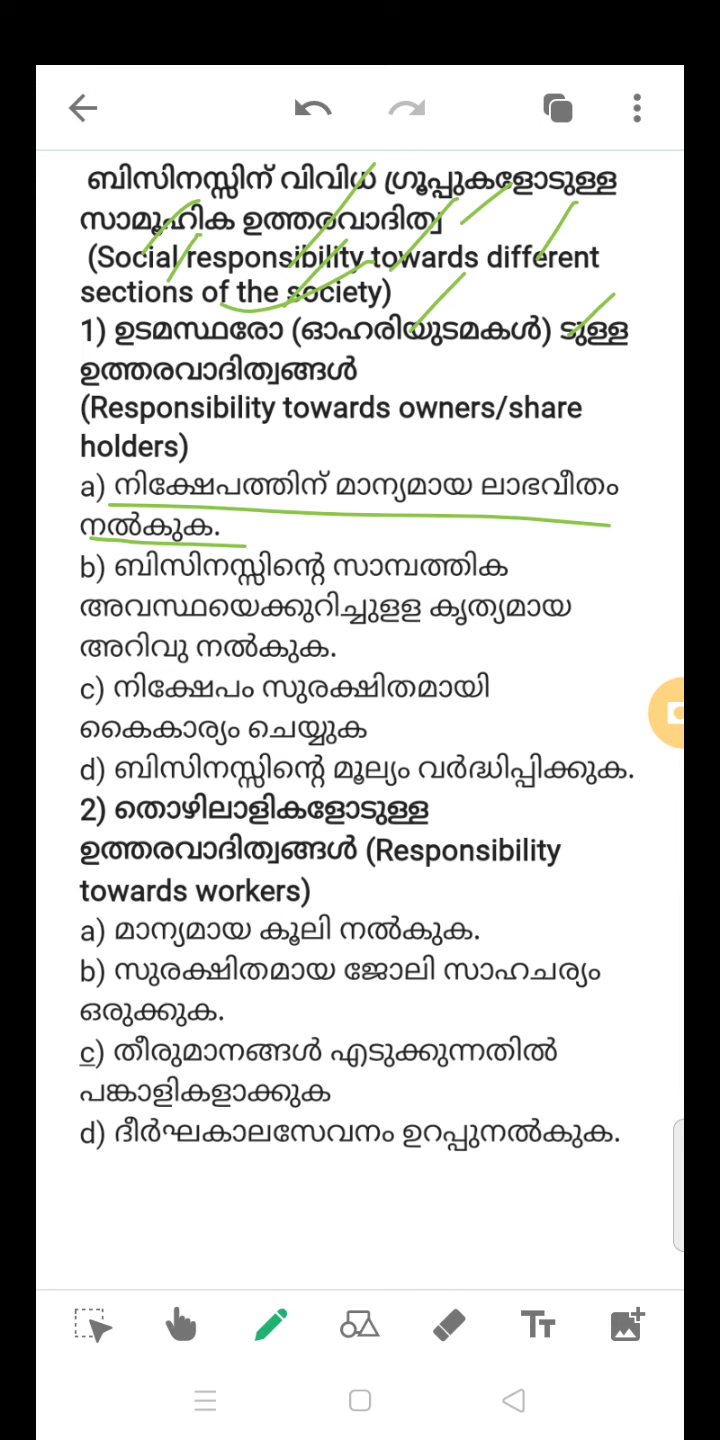 ബിസിനസ്സിന് വിവിധ ഗ്രൂപ്പുകളോടുള്ള
സാമൂഹിക ഉത്തരവാദിത്വ
(Social responsibility towards different
sections of the society)
1) ഉടമസ്ഥരോ (ഓഹരിയുടമകൾ) ടുള്ള
ഉത്തരവാദിത്വങ്ങൾ
(Responsibility towards owners/share
holders)
a) നിക്ഷേപത്തിന് മാന്യമായ ലാഭവീതം
നൽകുക.
b) ബിസിനസ്സിന്റെ സാമ്പത്തിക
അവസ്ഥയെക്കുറിച്ചുളള കൃത്യമായ
അറിവു നൽകുക.
c) നിക്ഷേപം സുരക്ഷിതമായി
കൈകാര്യം ചെയ്യുക
d) ബിസിനസ്സിന്റെ മൂല്യം വർദ്ധിപ്പിക്കുക.
2) തൊഴിലാളികളോടുള്ള
ഉത്തരവാദിത്വങ്ങൾ (Responsibility
towards workers)
a) മാന്യമായ കൂലി നൽകുക.
b) സുരക്ഷിതമായ ജോലി സാഹചര്യം
ഒരുക്കുക.
c) തീരുമാനങ്ങൾ എടുക്കുന്നതിൽ
പങ്കാളികളാക്കുക
d) ദീർഘകാലസേവനം ഉറപ്പുനൽകുക.
Tт